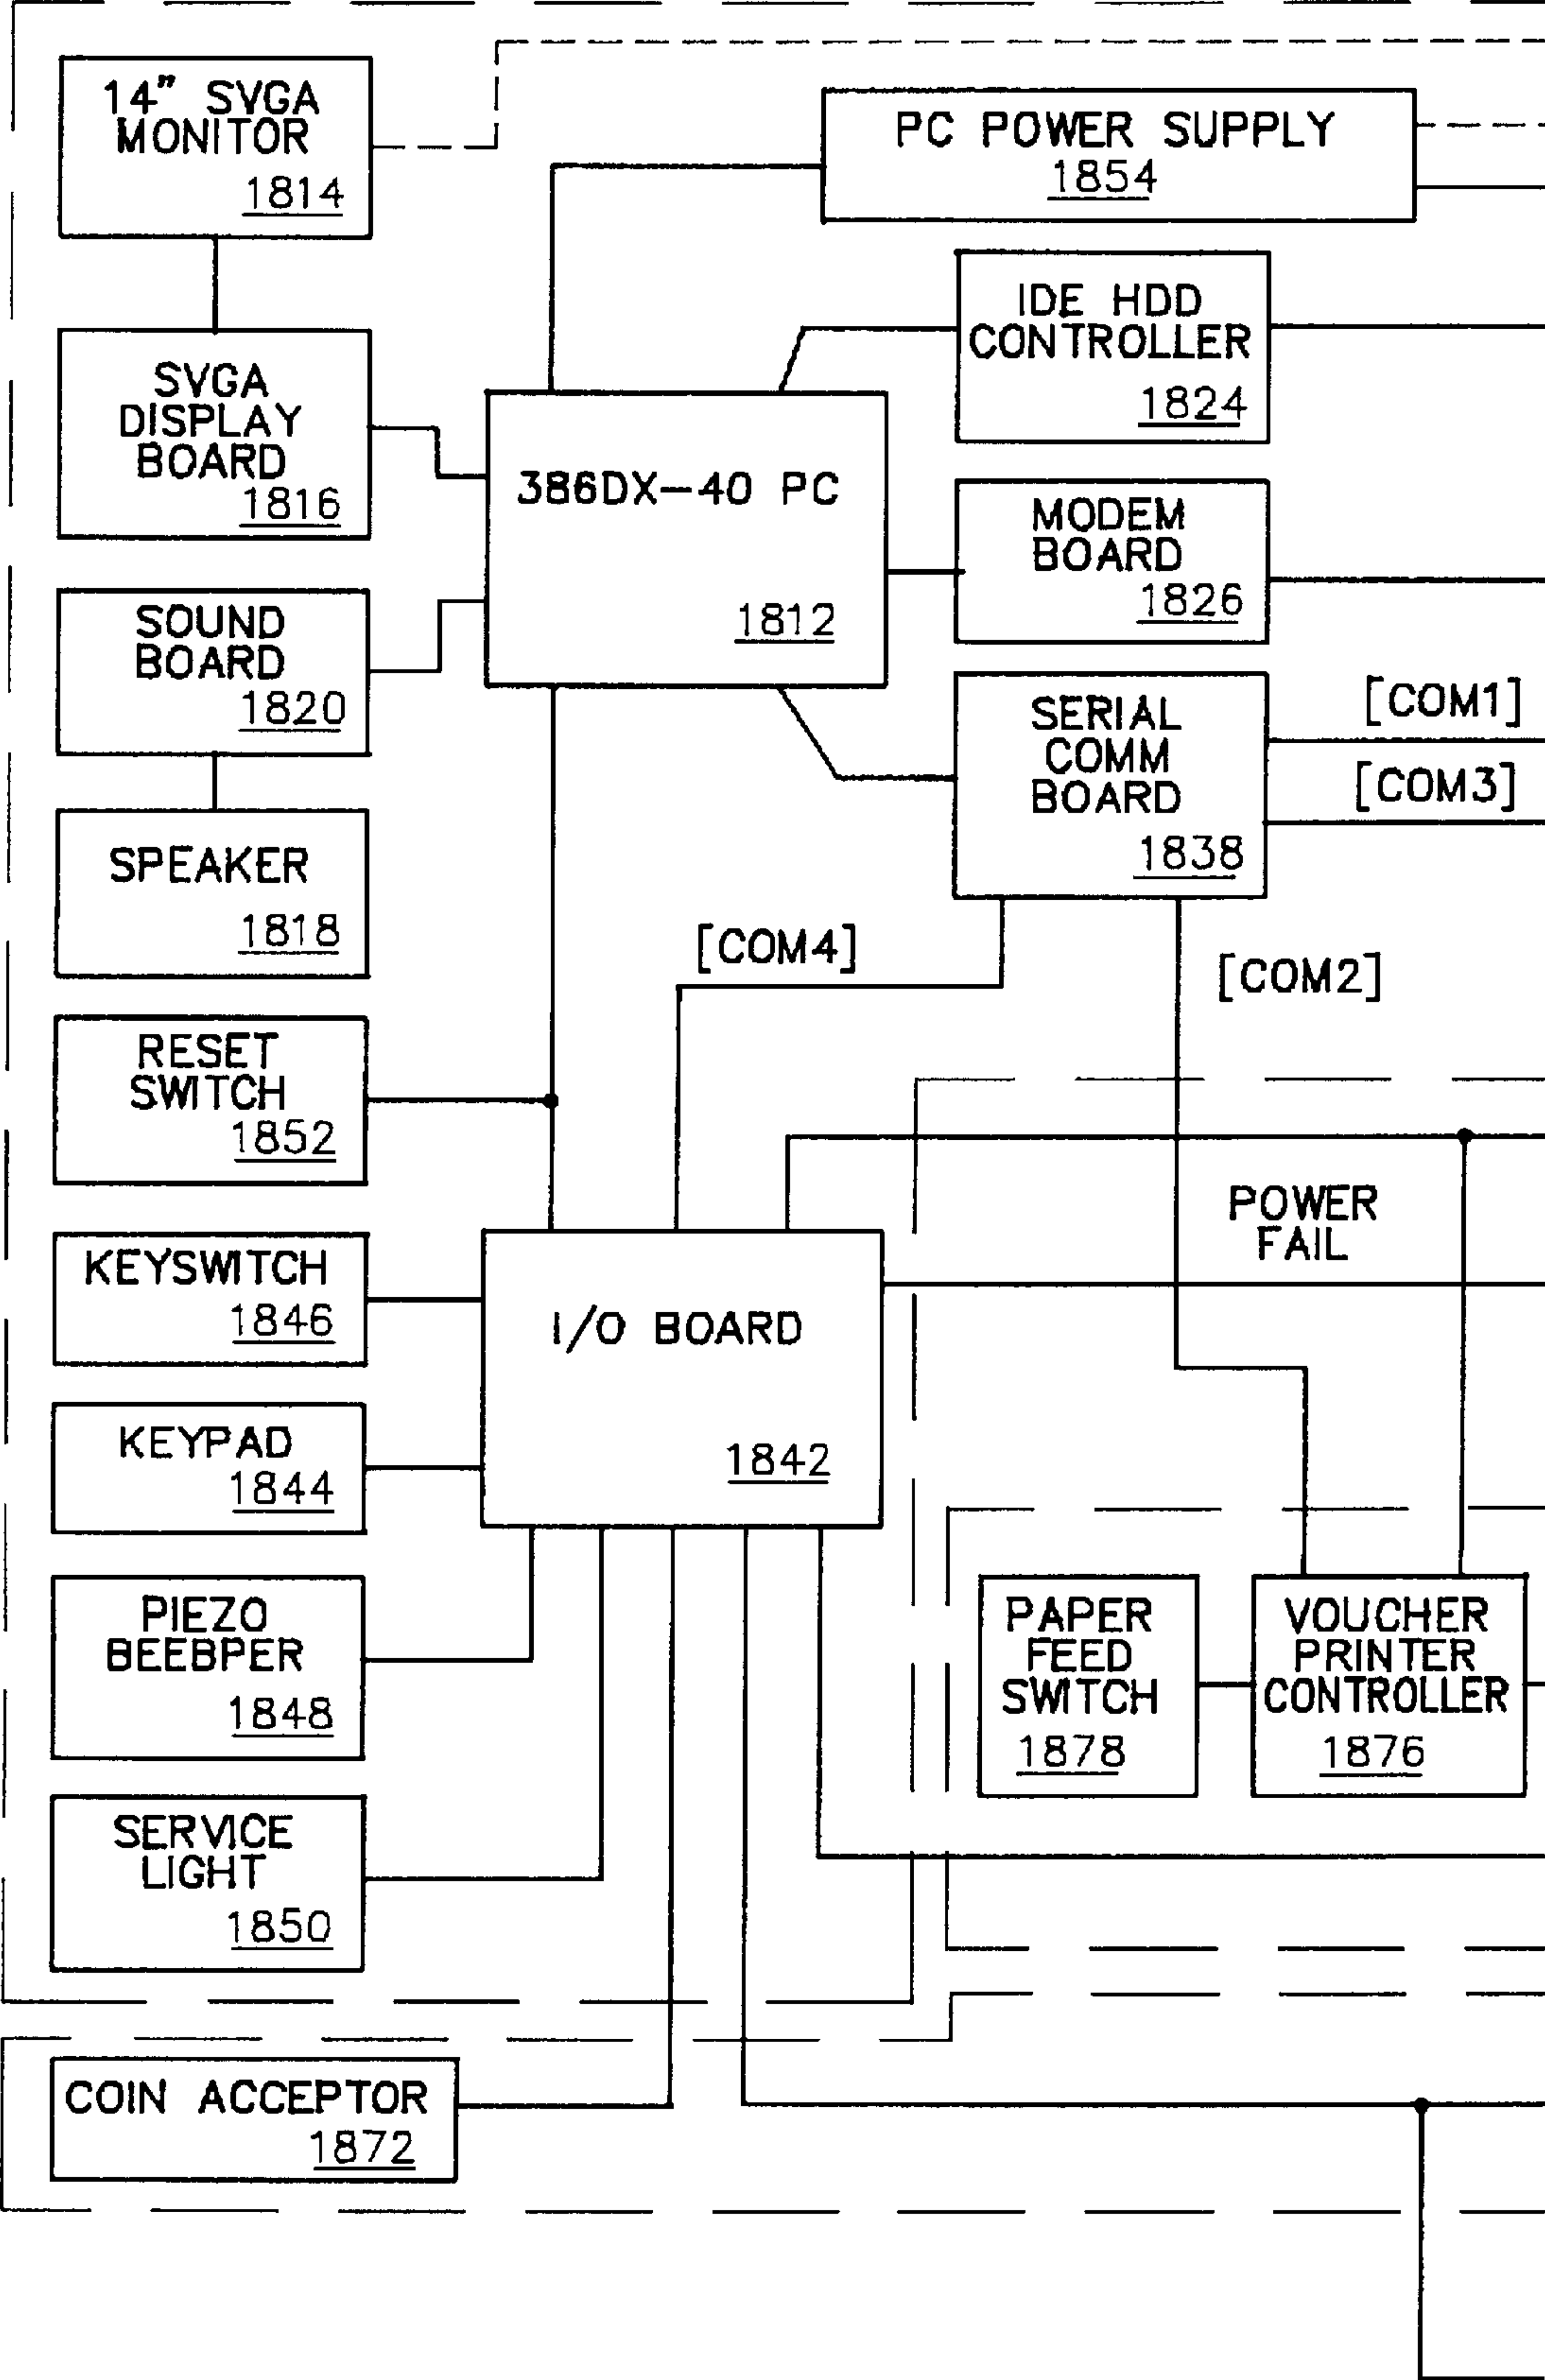 14” SVGA
MONITOR
1814
PC POWER SUPPLY
1854
IDE HDD
CONTROLLER
1824
SVGA
DISPLAY
BOARD
1816
386DX-40 PC
1812
MODEM
BOARD
1826
SOUND
BOARD
1820
SERIAL
COMM
BOARD
1838
[COM1]
[COM3]
SPEAKER
1818
[COM4]
[COM2]
RESET
SWITCH
1852
POWER
FAIL
KEYSWITCH
1846
I/O BOARD
1842
KEYPAD
1844
PIEZO
BEEBPER
1848
PAPER
FEED
SWITCH
1878
VOUCHER
PRINTER
CONTROLLER
1876
SERVICE
LIGHT
1850
COIN ACCEPTOR
1872